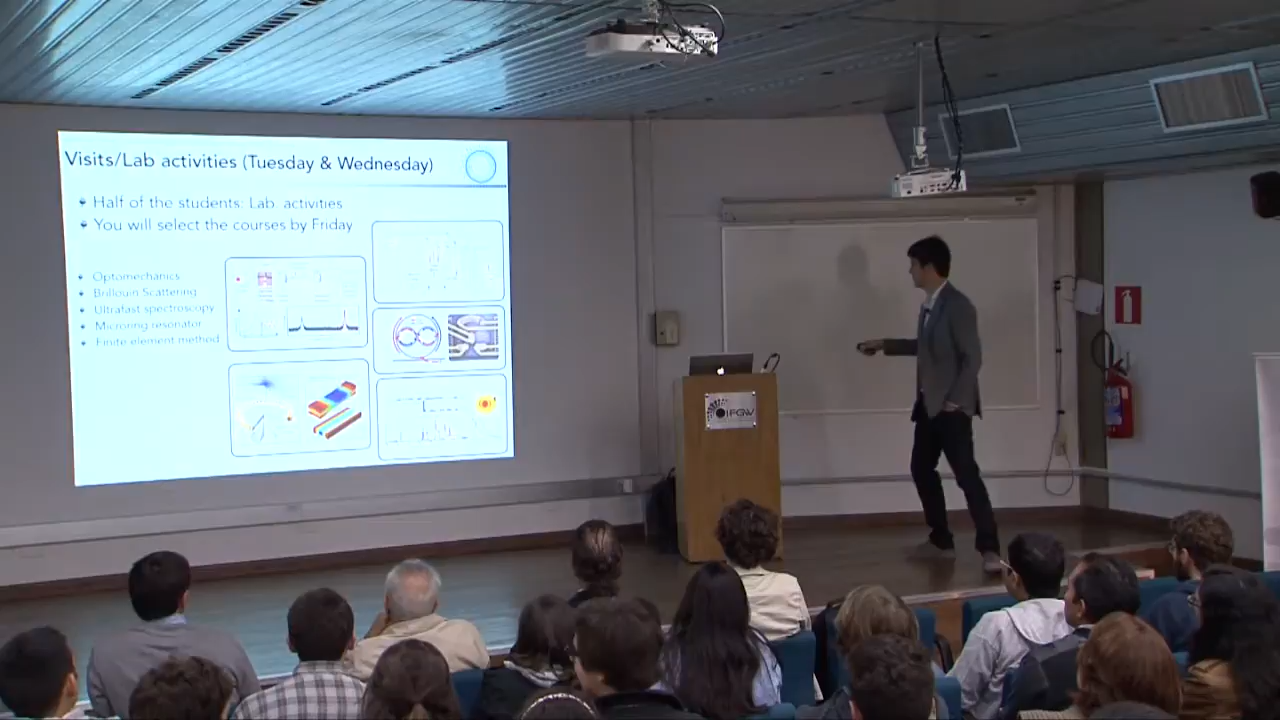 Visits/Lab activities (Tuesday & Wednesday)
Half of the students: Lab. activities
You will select the courses by Friday
Optomechanics
Brillouin Scattering
Ultrafast spectroscopy
Microring resonator
Finite element method
IFGW